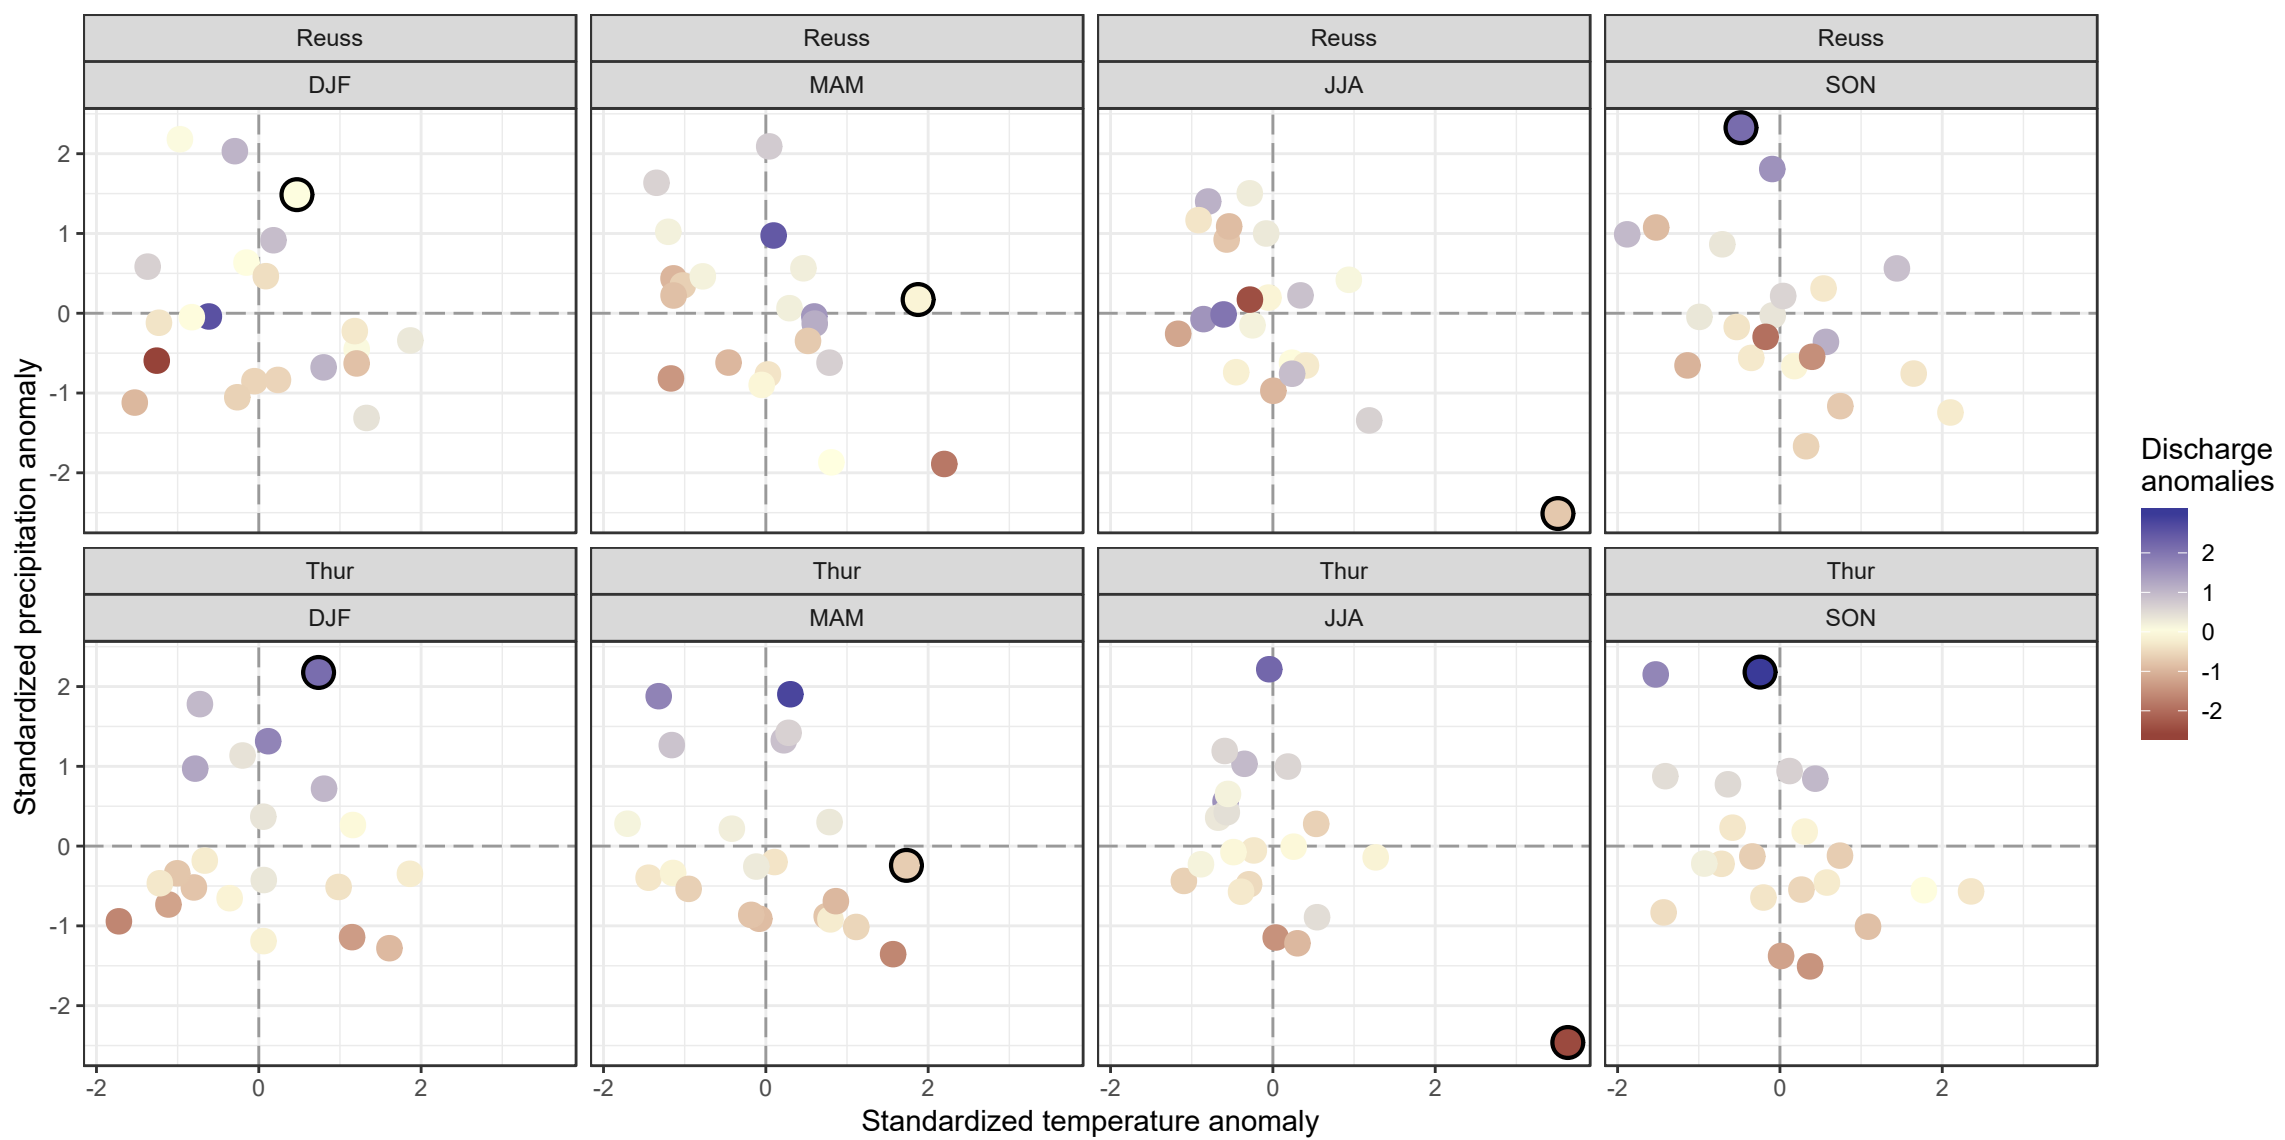 Reuss
Reuss
Reuss
Reuss
DJF
MAM
JJA
SON
2
1
0
-1
-2
Thur
Thur
Thur
Thur
DJF
MAM
JJA
SON
2
1
0
-1
-2
-2
0
2
-2
0
2
-2
0
2
-2
0
2
Standardized temperature anomaly
Standardized precipitation anomaly
Discharge
anomalies
2
1
0
-1
-2